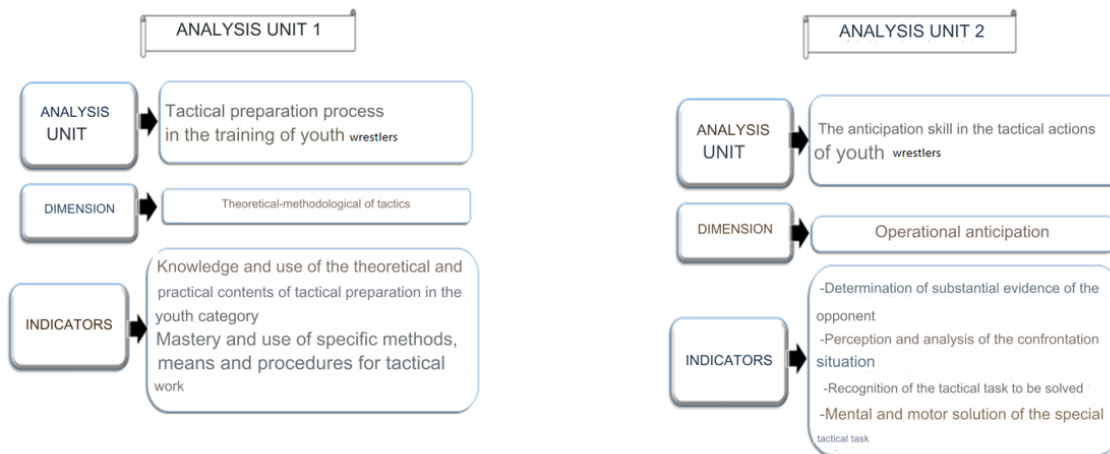 ANALYSIS UNIT 1
ANALYSIS
UNIT
Tactical preparation process
in the training of youth wrestlers
DIMENSION
Theoretical-methodological of tactics
INDICATORS
Knowledge and use of the theoretical and
practical contents of tactical preparation in the
youth category
Mastery and use of specific methods,
means and procedures for tactical
work
ANALYSIS UNIT 2
ANALYSIS
UNIT
The anticipation skill in the tactical actions
of youth wrestlers
DIMENSION
Operational anticipation
INDICATORS
-Determination of substantial evidence of the
opponent
-Perception and analysis of the confrontation
situation
-Recognition of the tactical task to be solved
-Mental and motor solution of the special
tactical task